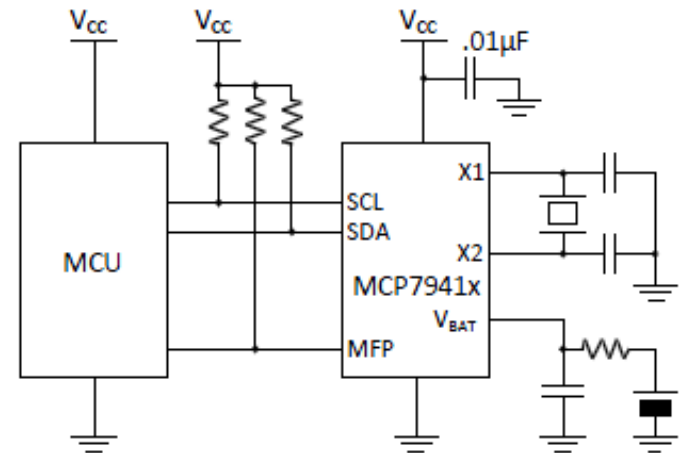 Vcc
Vcc
Vcc
.01µF
X1
SCL
SDA
MCU
X2
MCP7941x
VBAT
MFP